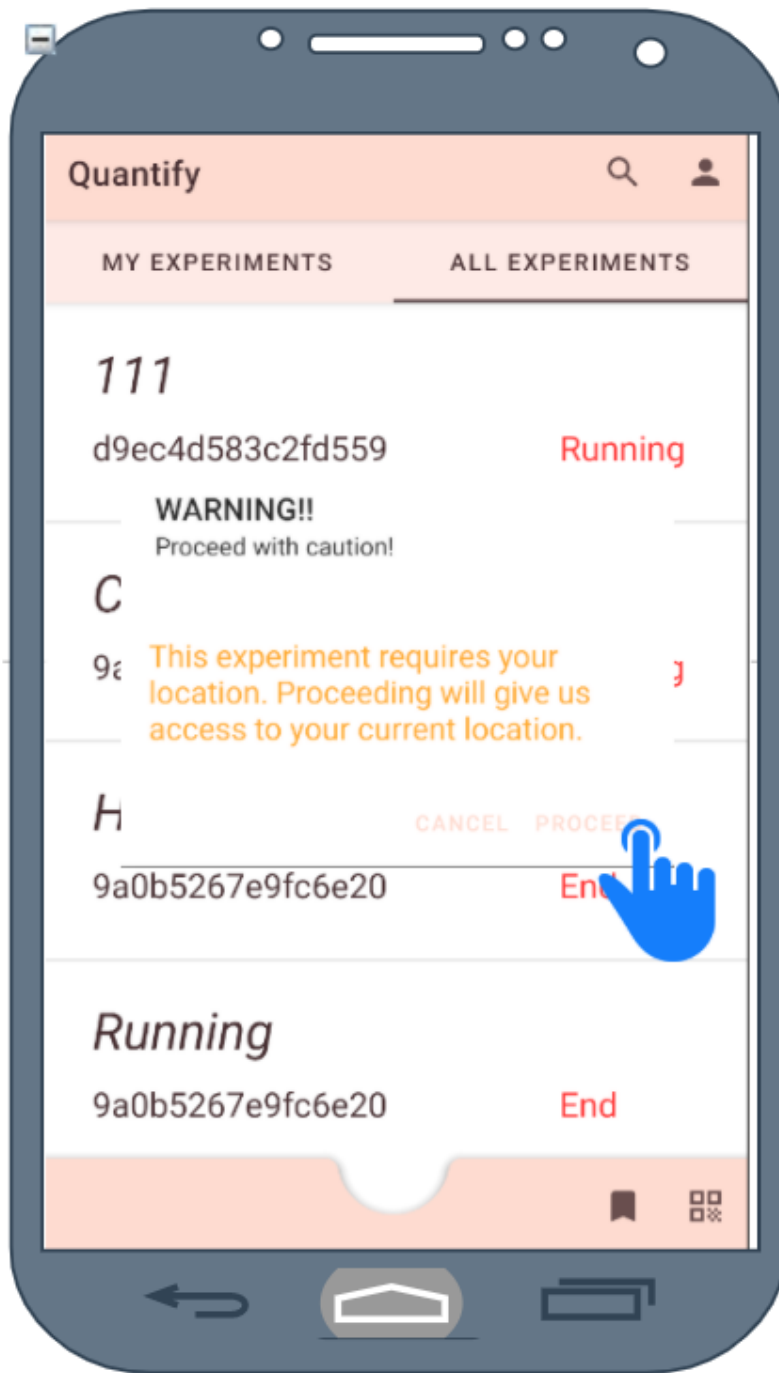 Quantify
MY EXPERIMENTS ALL EXPERIMENTS
111
d9ec4d583c2fd559 Running
WARNING!!
Proceed with caution!
This experiment requires your
location. Proceeding will give us
access to your current location.
CANCEL
9a0b5267e9fc6e20 End
Running
9a0b5267e9fc6e20 End